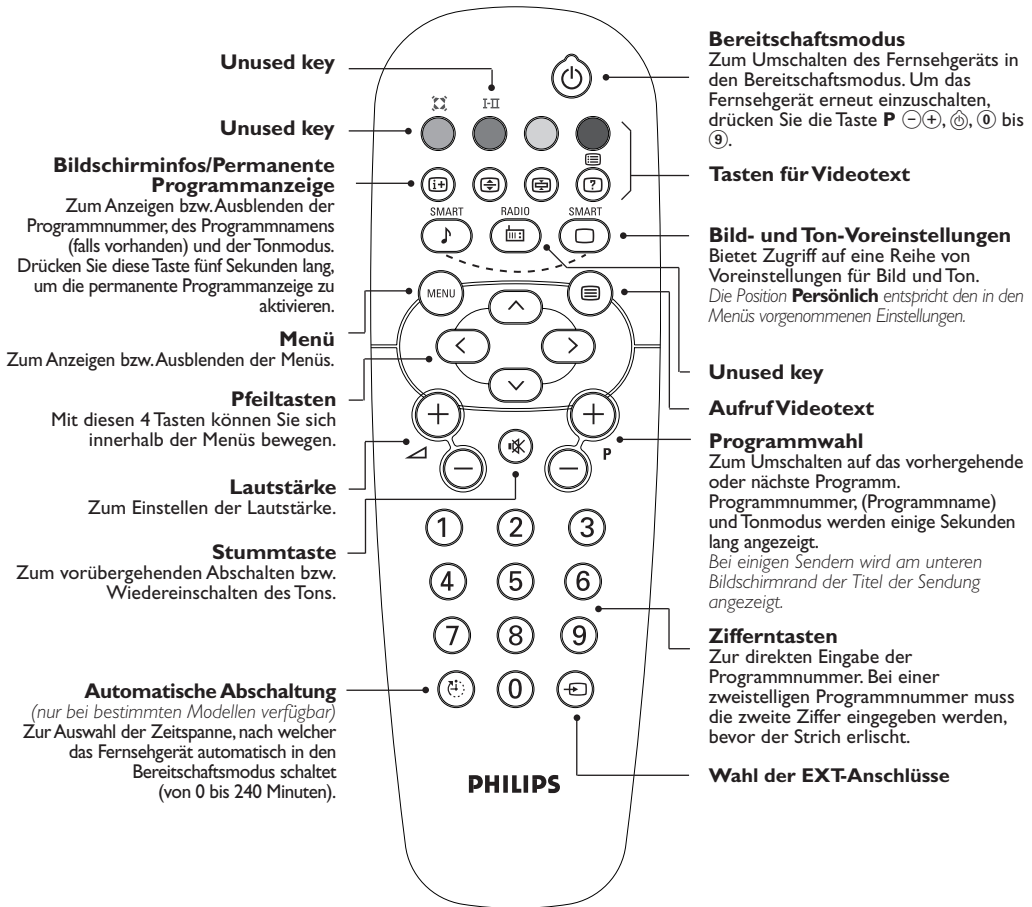 Unused key
Unused key
Bildschirminfos/Permanente
Programmanzeige
Zum Anzeigen bzw. Ausblenden der
Programmnummer, des Programmnamens
(falls vorhanden) und der Tonmodus.
Drücken Sie diese Taste fünf Sekunden lang,
um die permanente Programmanzeige zu
aktivieren.
Menü
Zum Anzeigen bzw. Ausblenden der Menüs.
Pfeiltasten
Mit diesen 4 Tasten können Sie sich
innerhalb der Menüs bewegen.
Lautstärke
Zum Einstellen der Lautstärke.
Stummtaste
Zum vorübergehenden Abschalten bzw.
Wiedereinschalten des Tons.
Automatische Abschaltung
(nur bei bestimmten Modellen verfügbar)
Zur Auswahl der Zeitspanne, nach welcher
das Fernsehgerät automatisch in den
Bereitschaftsmodus schaltet
(von 0 bis 240 Minuten).
I-II
SMART RADIO SMART
MENU
P
1 2 3
4 5 6
7 8 9
0
PHILIPS
Bereitschaftsmodus
Zum Umschalten des Fernsehgeräts in
den Bereitschaftsmodus. Um das
Fernsehgerät erneut einzuschalten,
drücken Sie die Taste P ⊖⊕, ⏻, ⓪ bis
⑨.
Tasten für Videotext
Bild- und Ton-Voreinstellungen
Bietet Zugriff auf eine Reihe von
Voreinstellungen für Bild und Ton.
Die Position Persönlich entspricht den in den
Menüs vorgenommenen Einstellungen.
Unused key
Aufruf Videotext
Programmwahl
Zum Umschalten auf das vorhergehende
oder nächste Programm.
Programmnummer, (Programmname)
und Tonmodus werden einige Sekunden
lang angezeigt.
Bei einigen Sendern wird am unteren
Bildschirmrand der Titel der Sendung
angezeigt.
Zifferntasten
Zur direkten Eingabe der
Programmnummer. Bei einer
zweistelligen Programmnummer muss
die zweite Ziffer eingegeben werden,
bevor der Strich erlischt.
Wahl der EXT-Anschlüsse